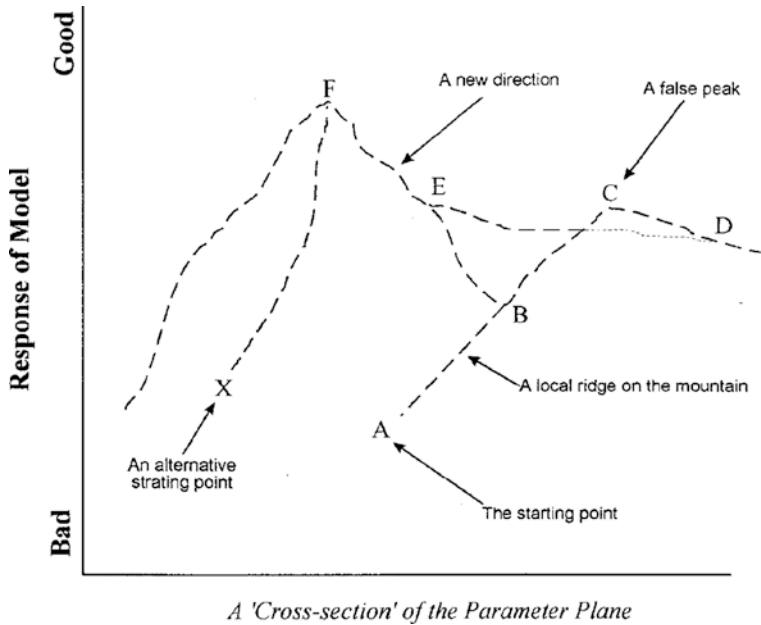 Good
Response of Model
Bad
F
A new direction
A false peak
E
C
D
B
X
A local ridge on the mountain
A
An alternative
strating point
The starting point
A 'Cross-section' of the Parameter Plane